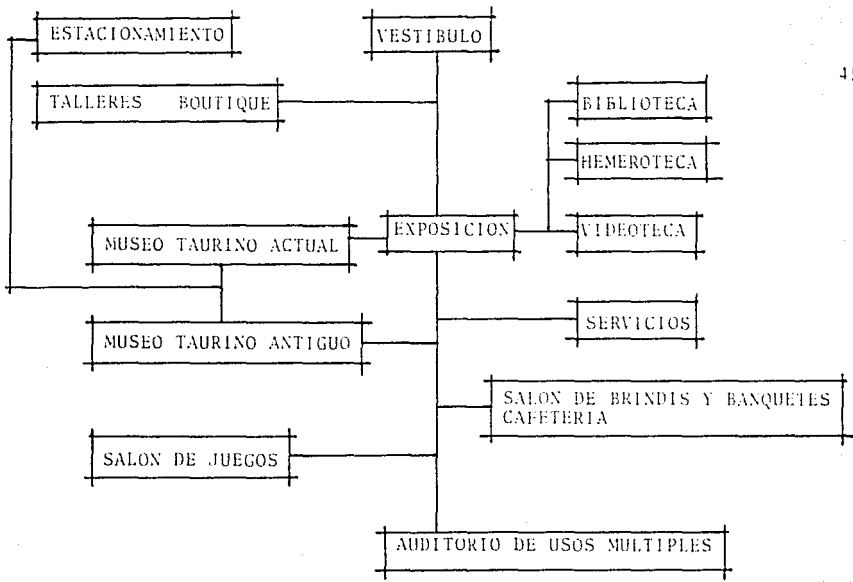 ESTACIONAMIENTO
VESTIBULO
TALLERES BOUTIQUE
BIBLIOTECA
HEMEROTECA
MUSEO TAURINO ACTUAL
EXPOSICION
VIDEOTECA
MUSEO TAURINO ANTIGUO
SERVICIOS
SALON DE BRINDIS Y BANQUETES
CAFETERIA
SALON DE JUEGOS
AUDITORIO DE USOS MULTIPLES